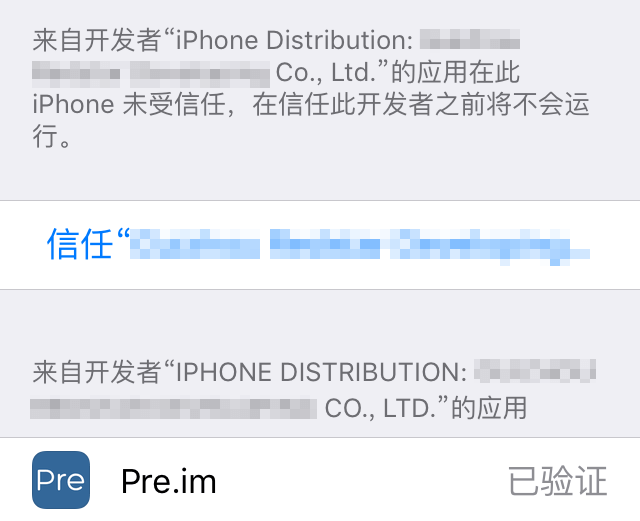 来自开发者“iPhone Distribution:
Co., Ltd.”的应用在此
iPhone 未受信任，在信任此开发者之前将不会运
行。
信任“
来自开发者“IPHONE DISTRIBUTION:
CO., LTD.”的应用
Pre Pre.im 已验证